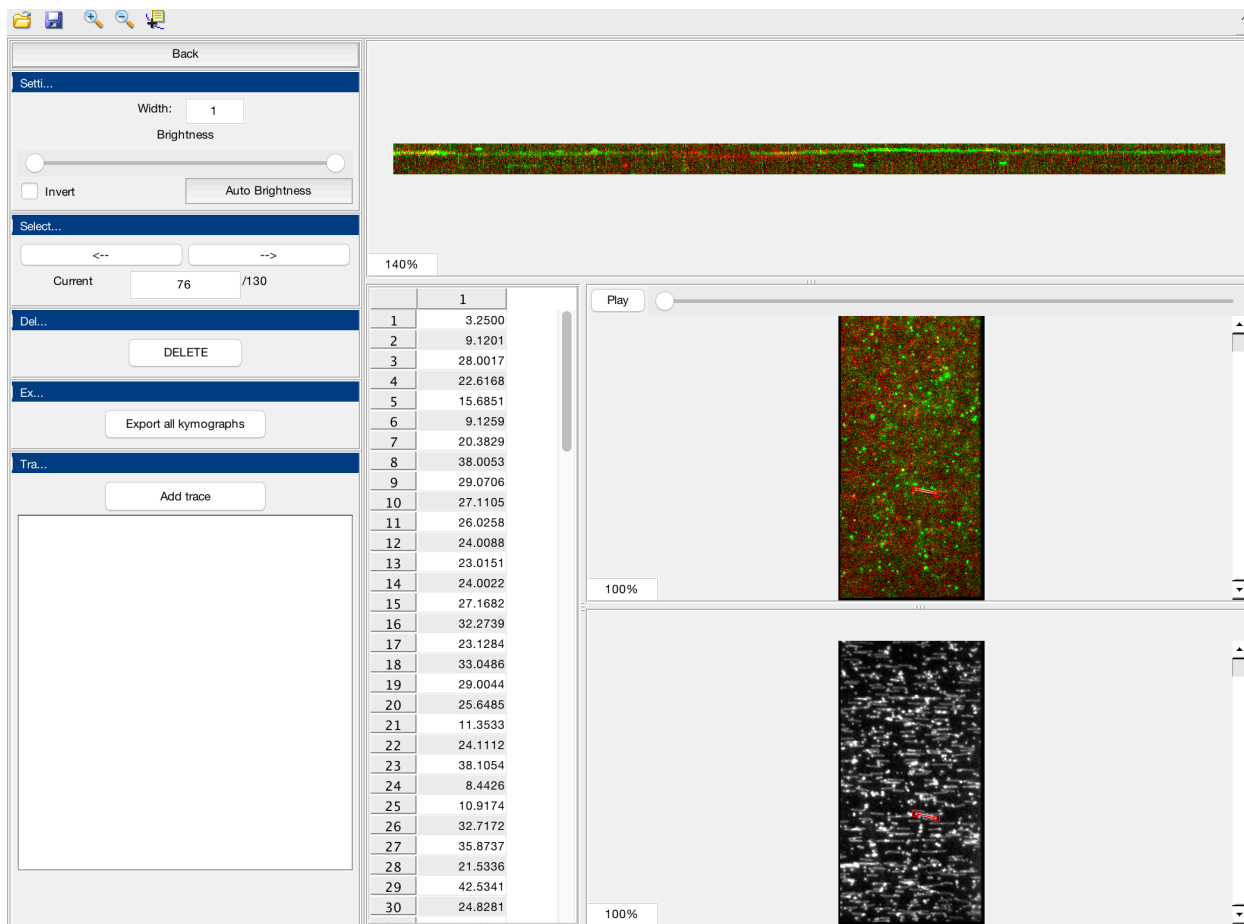 Back
Setti...
Width: 1
Brightness
Invert Auto Brightness
Select...
<-- -->
Current 76 /130
Del...
DELETE
Ex...
Export all kymographs
Tra...
Add trace
140%
1
1 3.2500
2 9.1201
3 28.0017
4 22.6168
5 15.6851
6 9.1259
7 20.3829
8 38.0053
9 29.0706
10 27.1105
11 26.0258
12 24.0088
13 23.0151
14 24.0022
15 27.1682
16 32.2739
17 23.1284
18 33.0486
19 29.0044
20 25.6485
21 11.3533
22 24.1112
23 38.1054
24 8.4426
25 10.9174
26 32.7172
27 35.8737
28 21.5336
29 42.5341
30 24.8281
Play
100%
100%